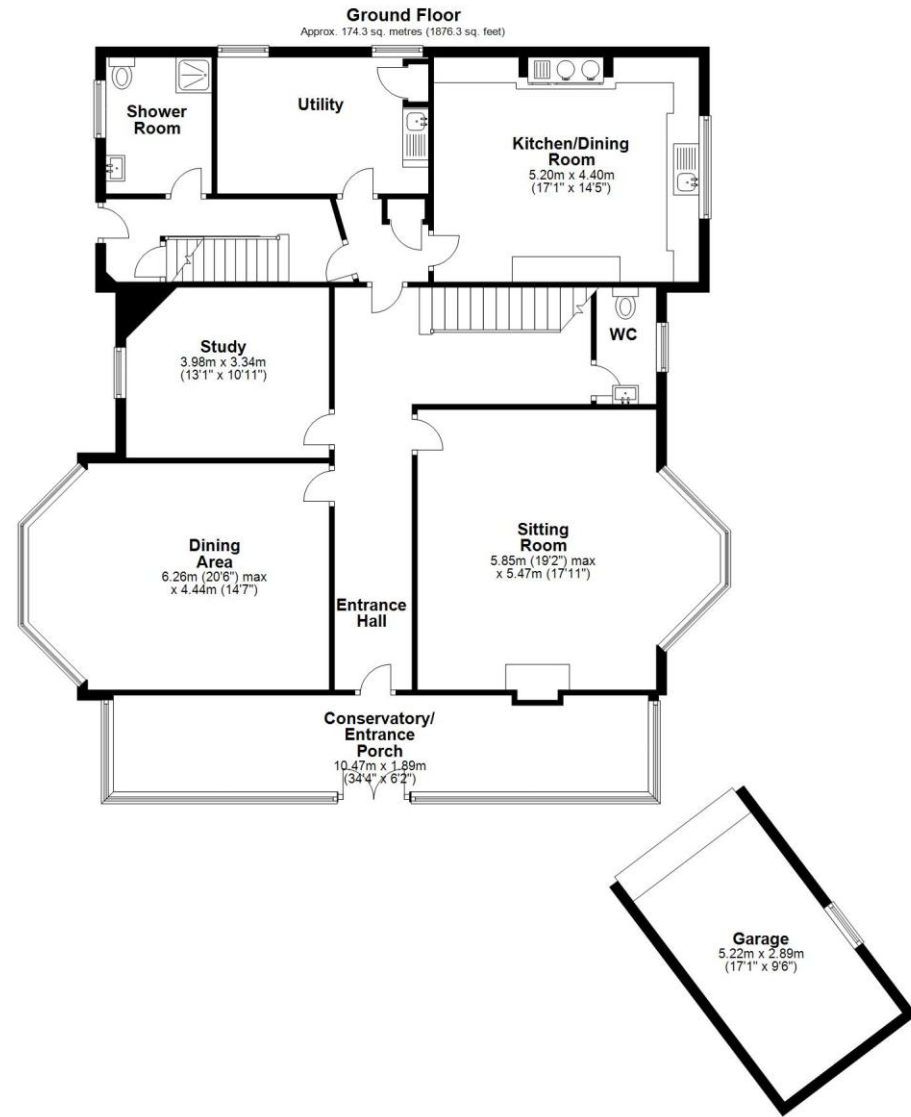 Ground Floor
Approx. 174.3 sq. metres (1876.3 sq. feet)
Shower
Room
Utility
Kitchen/Dining
Room
5.20m x 4.40m
(17'1" x 14'5")
Study
3.98m x 3.34m
(13'1" x 10'11")
WC
Dining
Area
6.26m (20'6") max
x 4.44m (14'7")
Sitting
Room
5.85m (19'2") max
x 5.47m (17'11")
Entrance
Hall
Conservatory/
Entrance
Porch
10.47m x 1.89m
(34'4" x 6'2")
Garage
5.22m x 2.89m
(17'1" x 9'6")